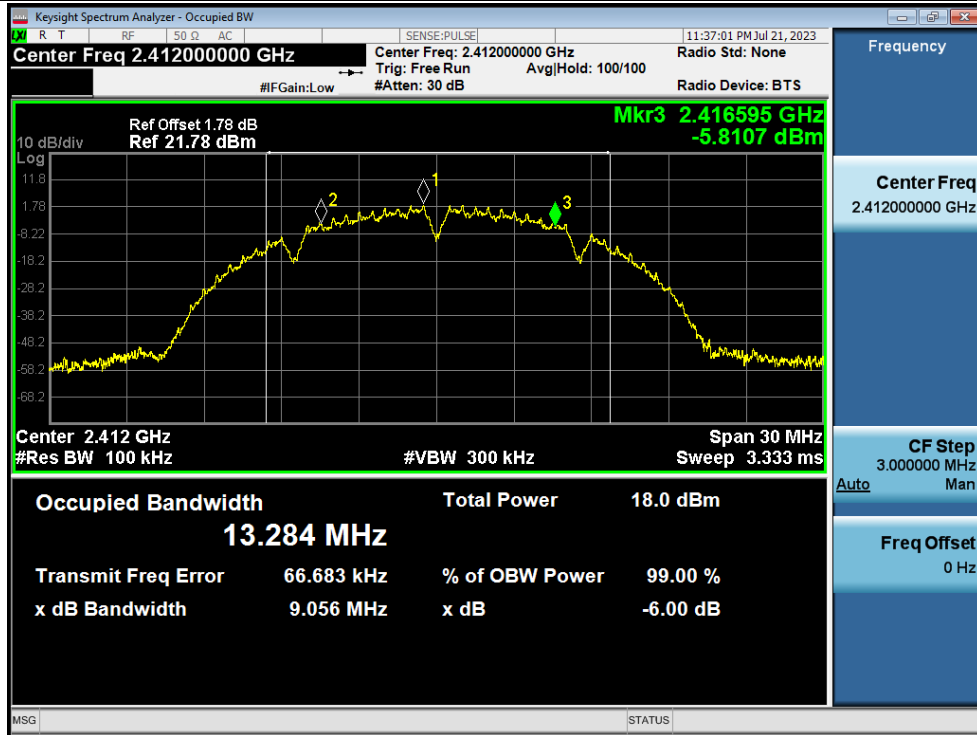 Keysight Spectrum Analyzer - Occupied BW
LXI R T RF 50 Ω AC SENSE:PULSE 11:37:01 PM Jul 21, 2023
Center Freq 2.412000000 GHz
#IFGain:Low
Center Freq: 2.412000000 GHz
Trig: Free Run Avg|Hold: 100/100
#Atten: 30 dB
Radio Std: None
Radio Device: BTS
Mkr3 2.416595 GHz
-5.8107 dBm
Ref Offset 1.78 dB
10 dB/div Ref 21.78 dBm
Log
11.8
1.78
-8.22
-18.2
-28.2
-38.2
-48.2
-58.2
-68.2
1
2
3
Center 2.412 GHz Span 30 MHz
#Res BW 100 kHz #VBW 300 kHz Sweep 3.333 ms
Occupied Bandwidth Total Power 18.0 dBm
13.284 MHz
Transmit Freq Error 66.683 kHz % of OBW Power 99.00 %
x dB Bandwidth 9.056 MHz x dB -6.00 dB
Frequency
Center Freq
2.412000000 GHz
CF Step
3.000000 MHz
Auto Man
Freq Offset
0 Hz
MSG STATUS